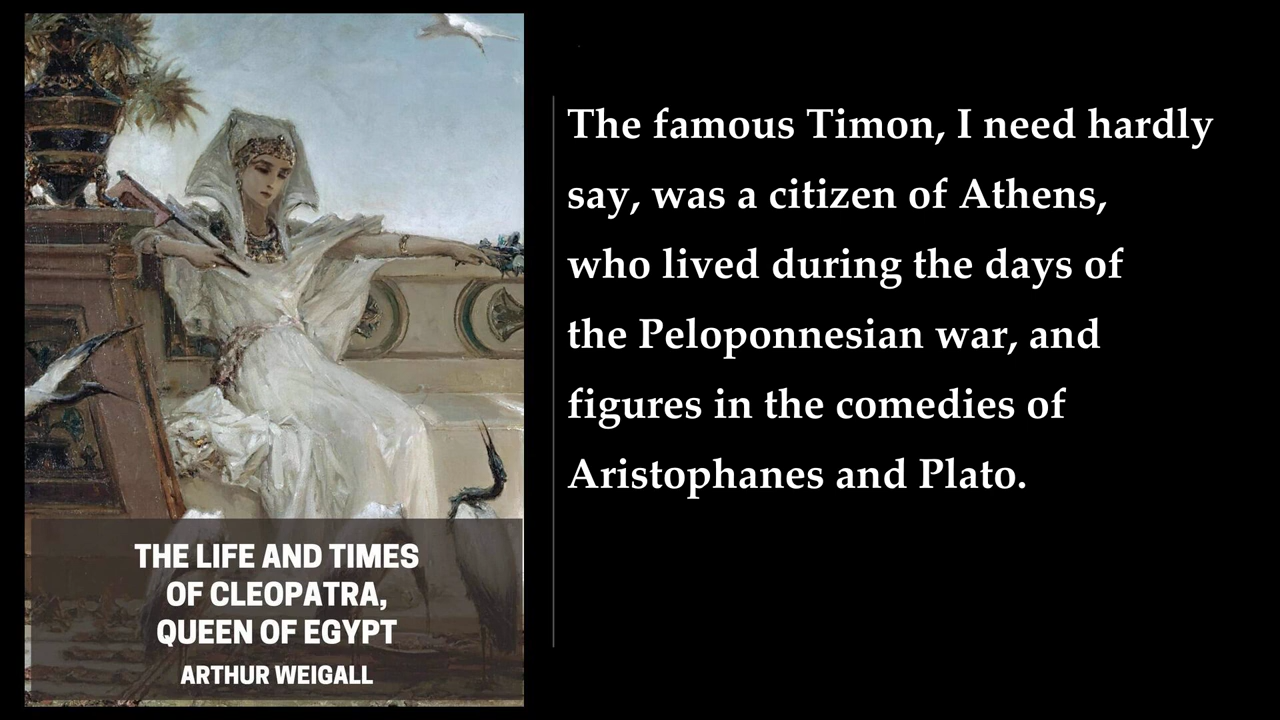 The famous Timon, I need hardly
say, was a citizen of Athens,
who lived during the days of
the Peloponnesian war, and
figures in the comedies of
Aristophanes and Plato.
THE LIFE AND TIMES
OF CLEOPATRA,
QUEEN OF EGYPT
ARTHUR WEIGALL